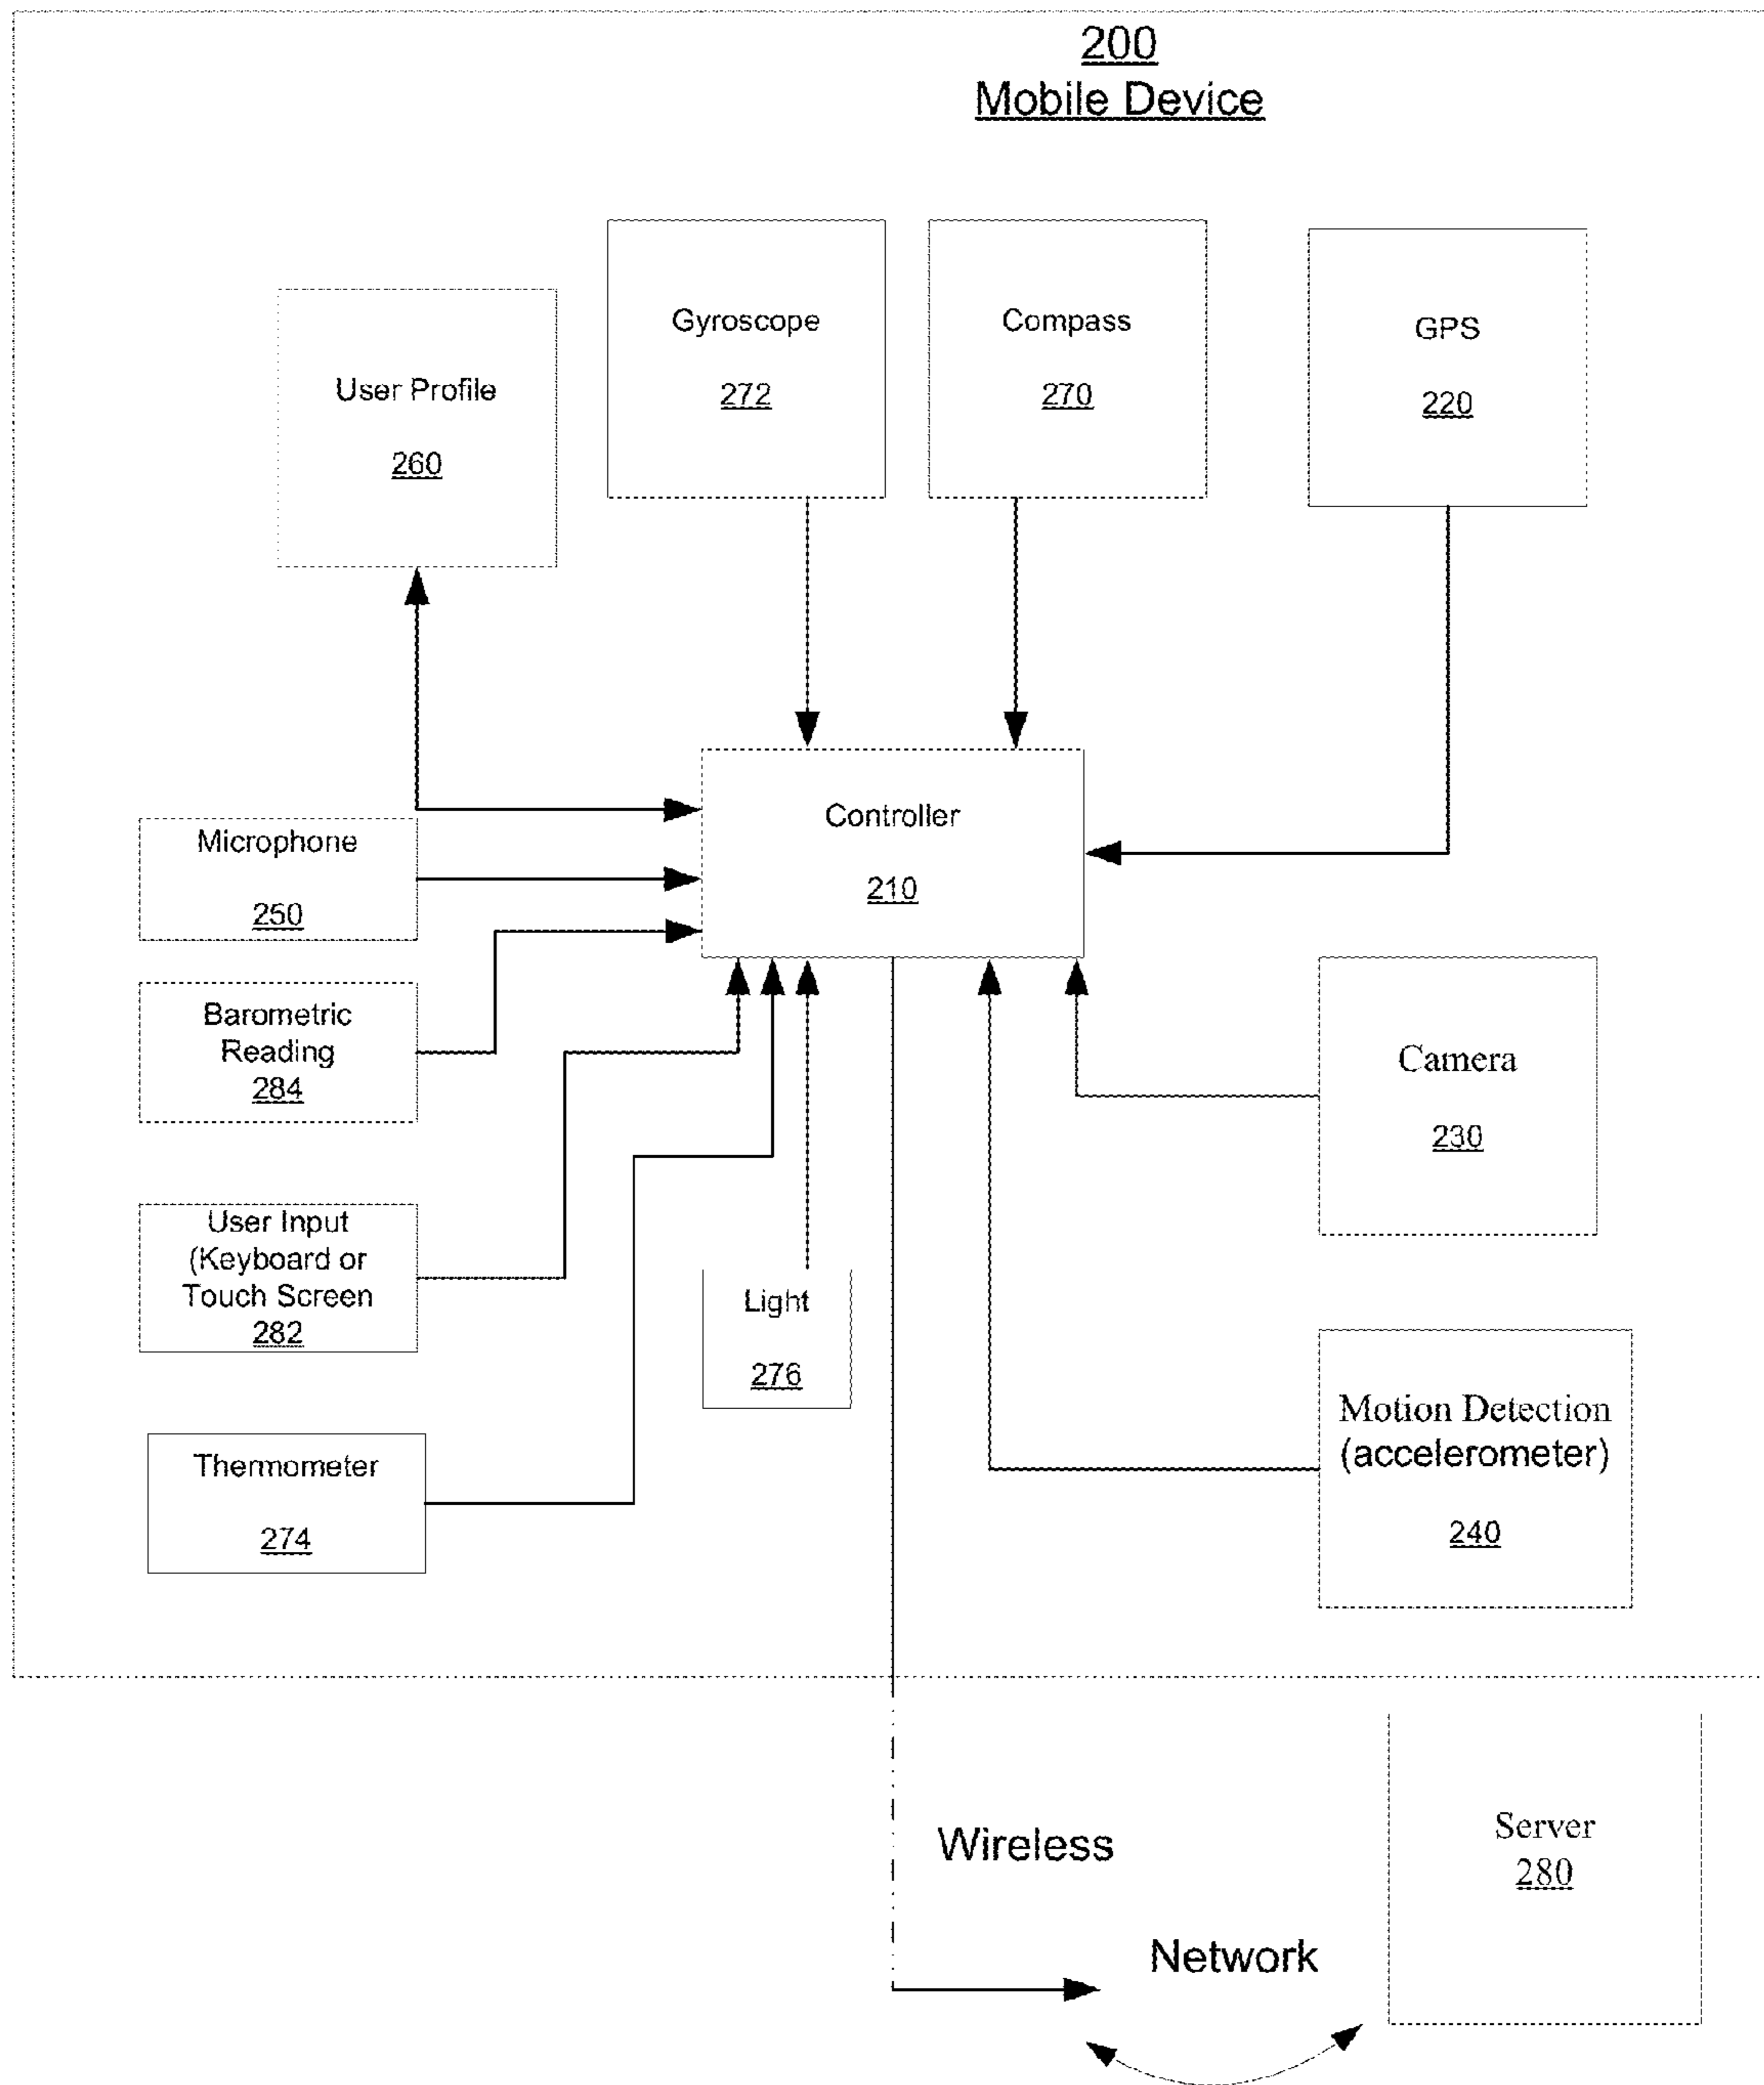 200
Mobile Device
Gyroscope
272
Compass
270
GPS
220
User Profile
260
Controller
210
Microphone
250
Barometric
Reading
284
Camera
230
User Input
(Keyboard or
Touch Screen
282
Light
276
Motion Detection
(accelerometer)
240
Thermometer
274
Wireless
Server
280
Network